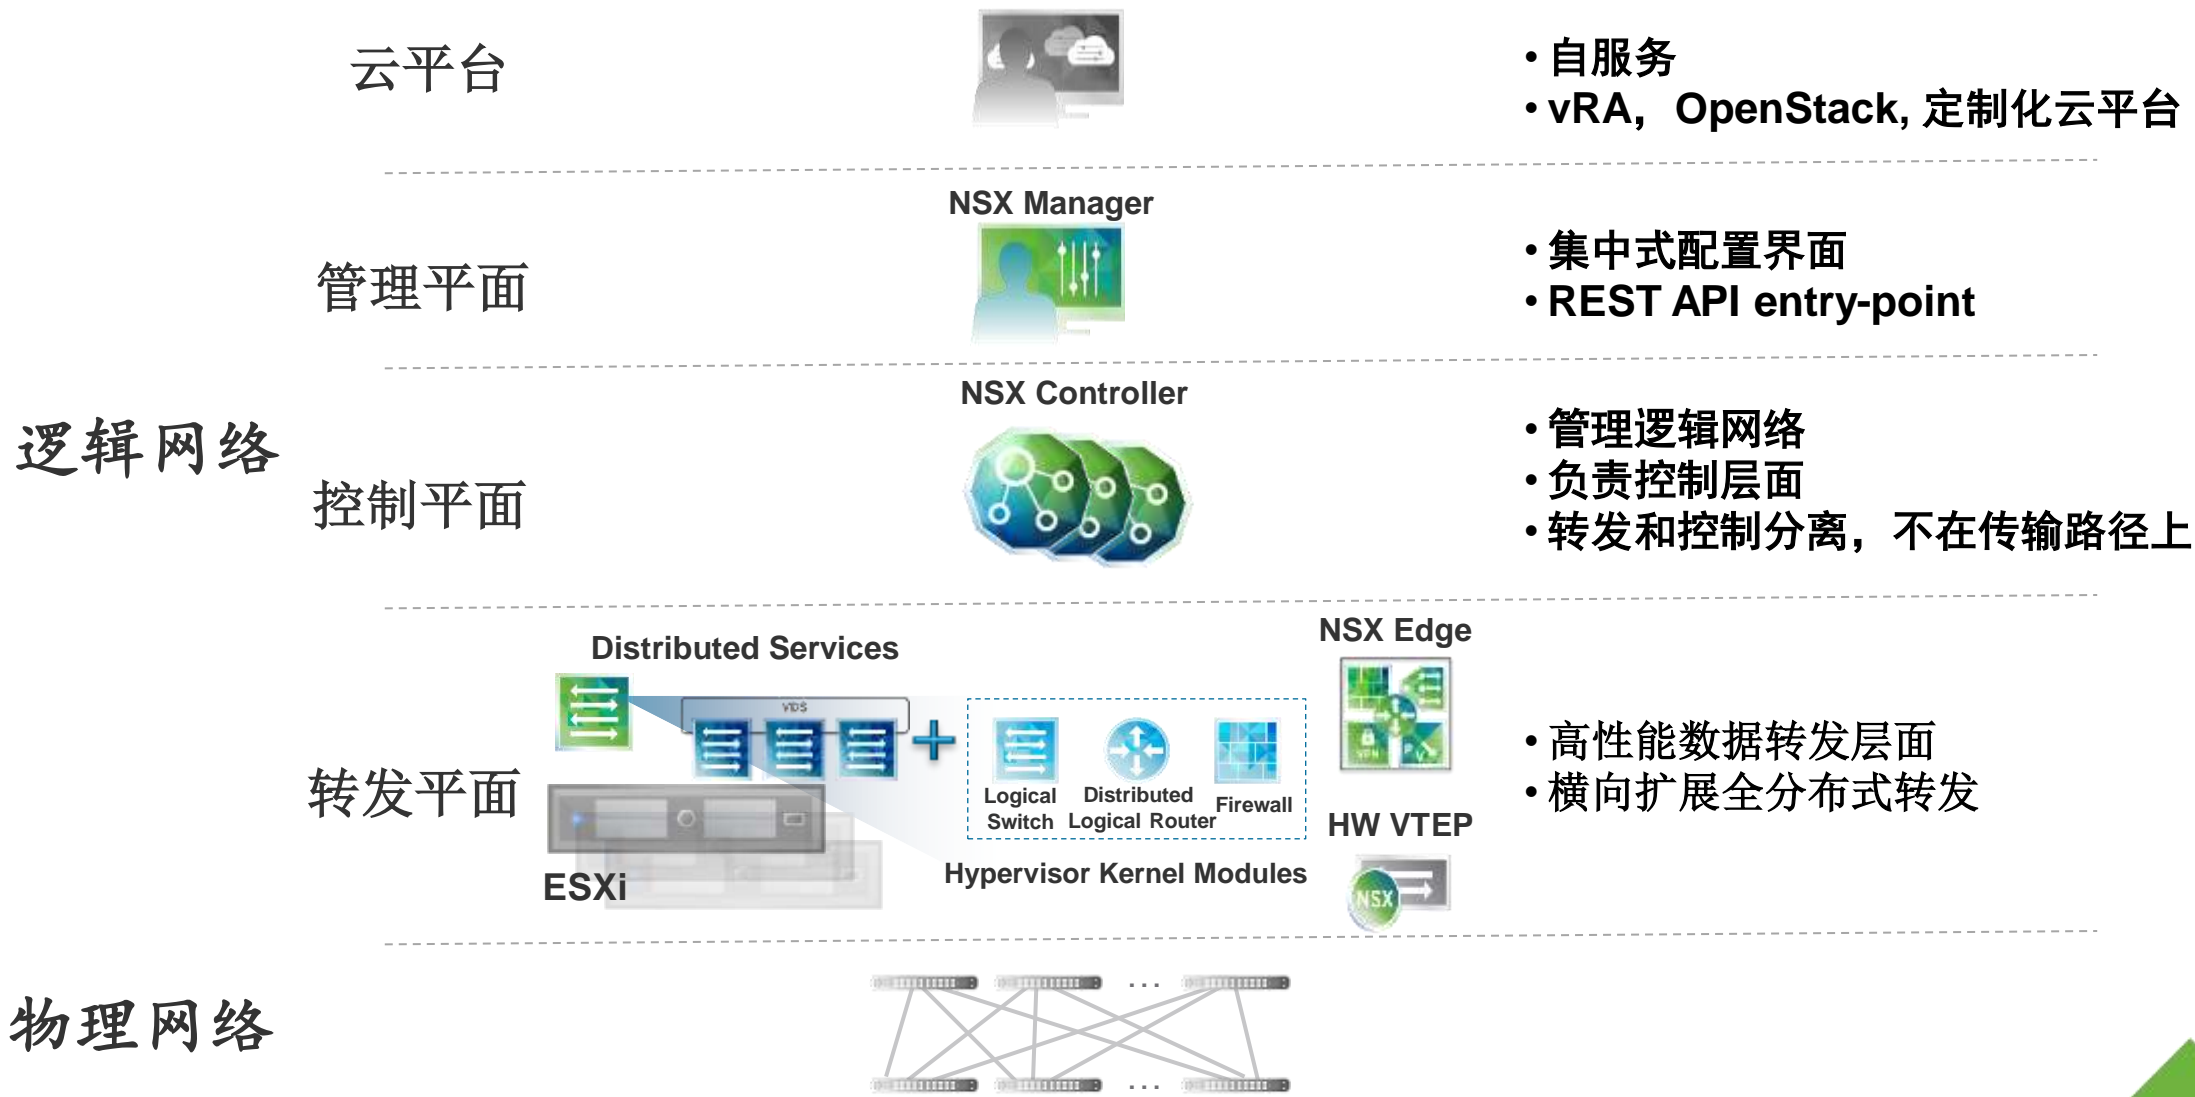 云平台
• 自服务
• vRA，OpenStack, 定制化云平台
NSX Manager
管理平面
• 集中式配置界面
• REST API entry-point
逻辑网络
NSX Controller
控制平面
• 管理逻辑网络
• 负责控制层面
• 转发和控制分离，不在传输路径上
转发平面
Distributed Services
VDS
ESXi
Logical
Switch
Distributed
Logical Router
Firewall
Hypervisor Kernel Modules
NSX Edge
VPN
HW VTEP
NSX
• 高性能数据转发层面
• 横向扩展全分布式转发
物理网络
...
...